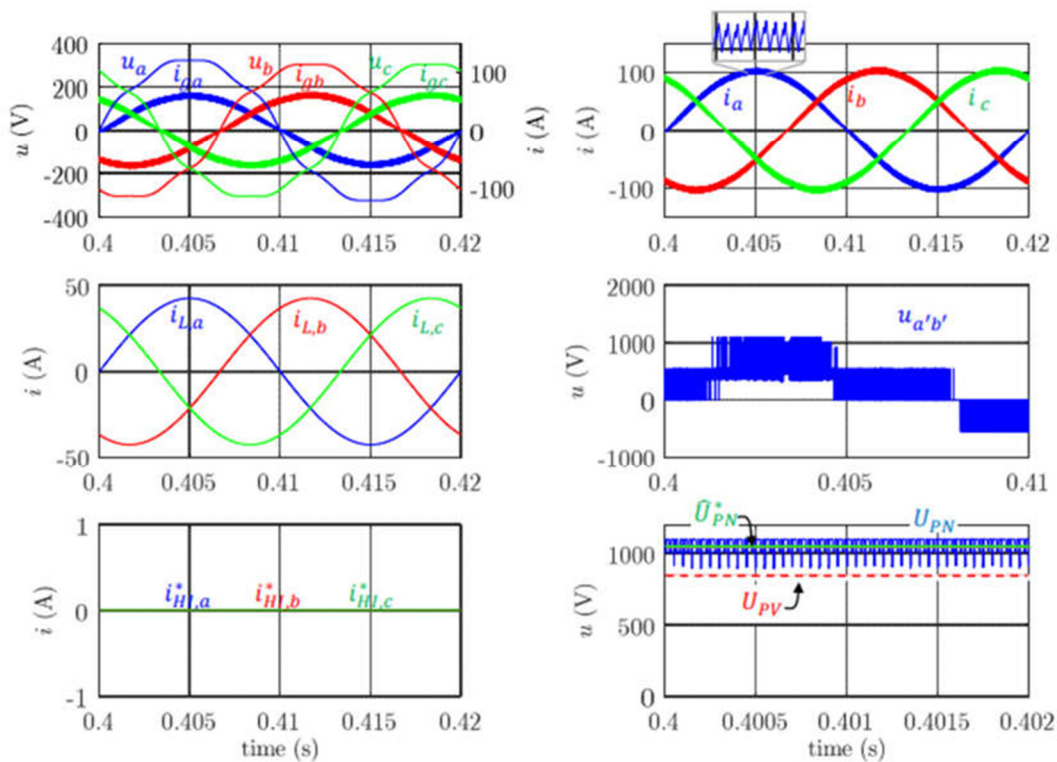 400
200
0
-200
-400
u (V)
u_a
i_ga
u_b
i_gb
u_c
i_gc
100
0
-100
i (A)
0.4
0.405
0.41
0.415
0.42
100
0
-100
i (A)
i_a
i_b
i_c
0.4
0.405
0.41
0.415
0.42
50
0
-50
i (A)
i_L,a
i_L,b
i_L,c
0.4
0.405
0.41
0.415
0.42
2000
1000
0
-1000
u (V)
u_a'b'
0.4
0.405
0.41
1
0
-1
i (A)
i*_HI,a
i*_HI,b
i*_HI,c
0.4
0.405
0.41
0.415
0.42
time (s)
1000
500
0
u (V)
Û*_PN
U_PN
U_PV
0.4
0.4005
0.401
0.4015
0.402
time (s)